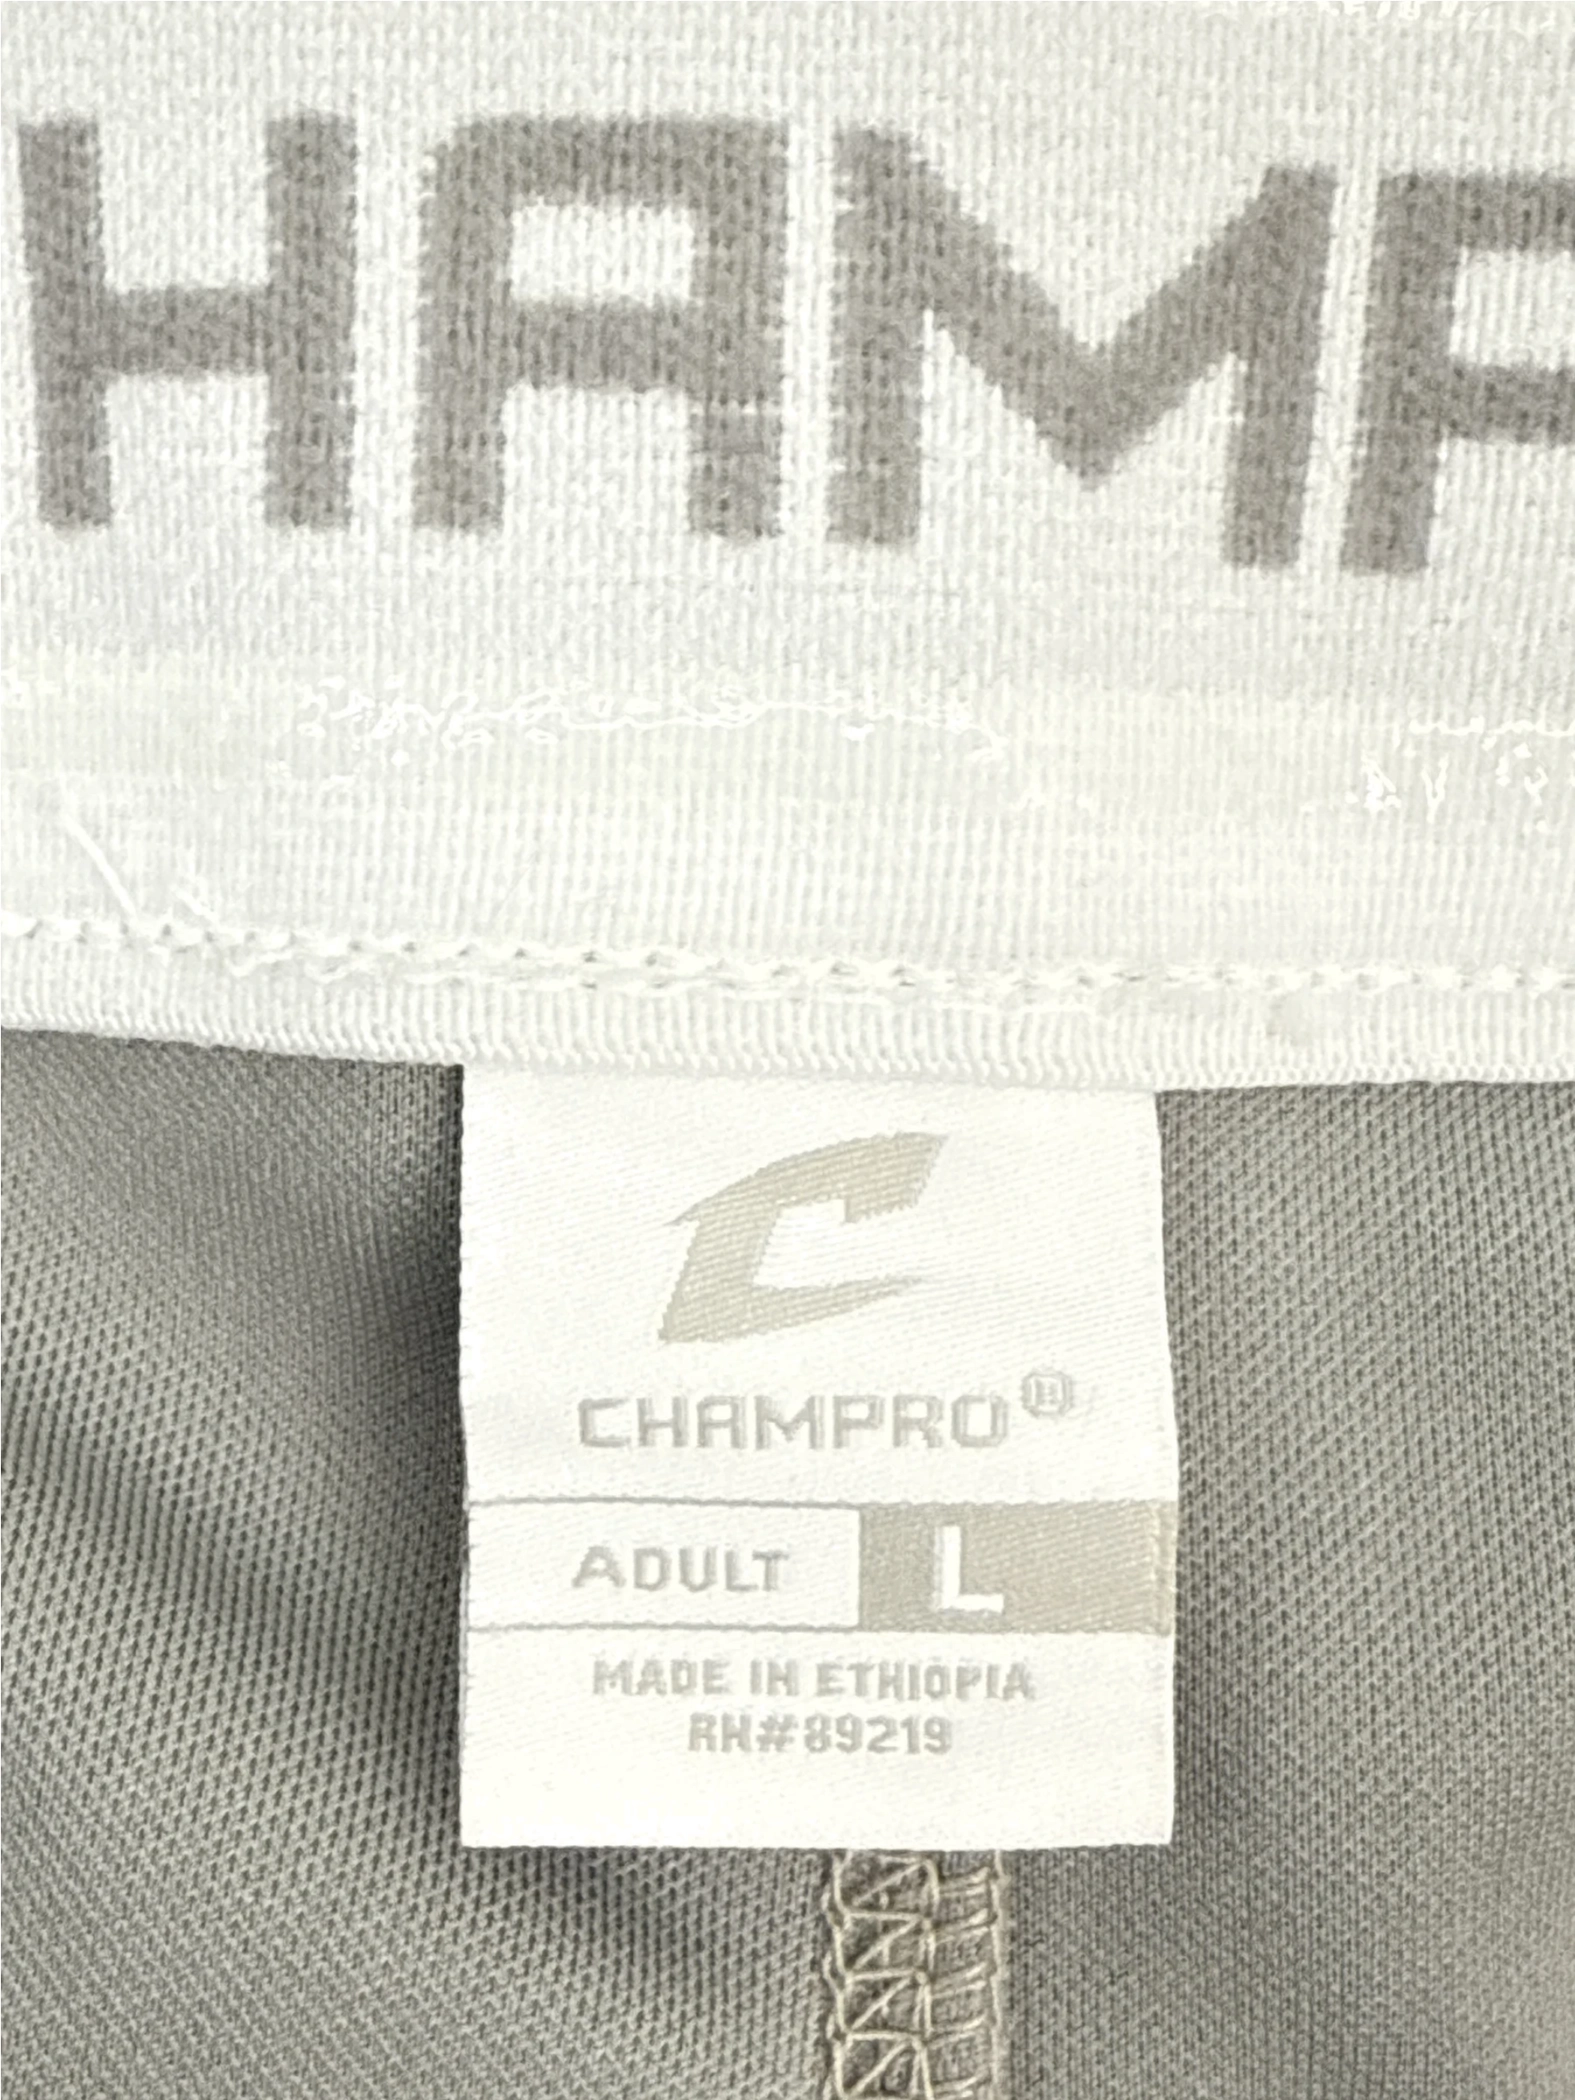 HAMP
C
CHAMPRO®
ADULT L
MADE IN ETHIOPIA
RN#89219